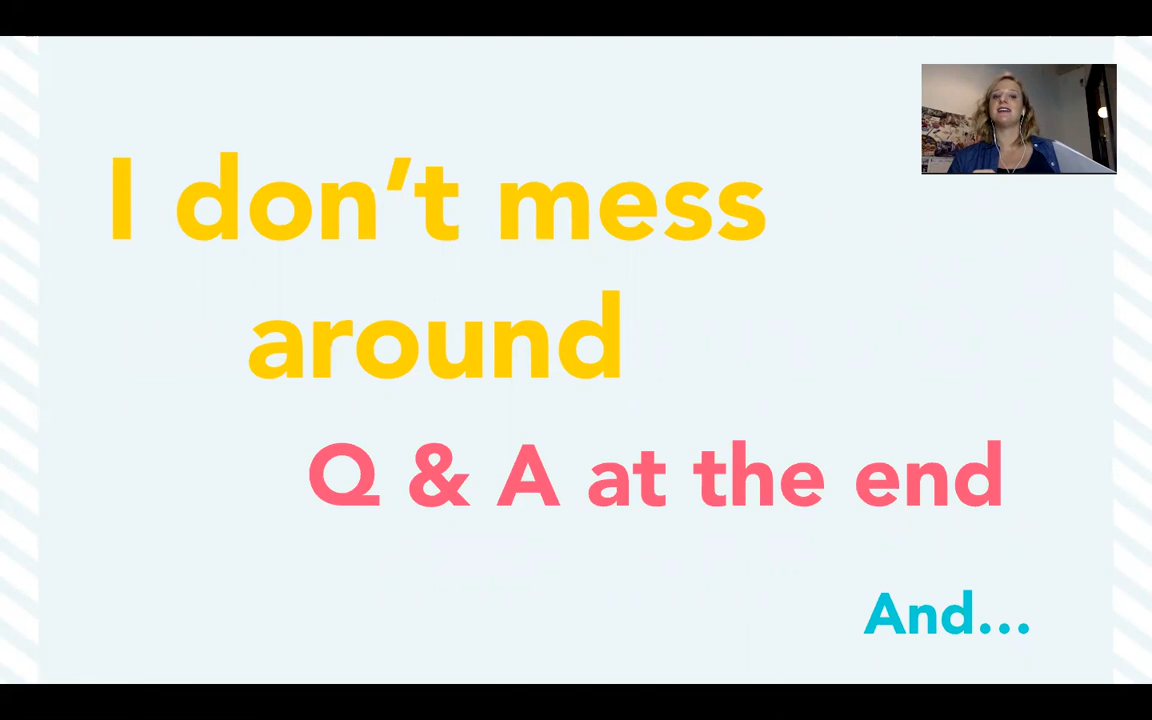 I don’t mess
around
Q & A at the end
And...